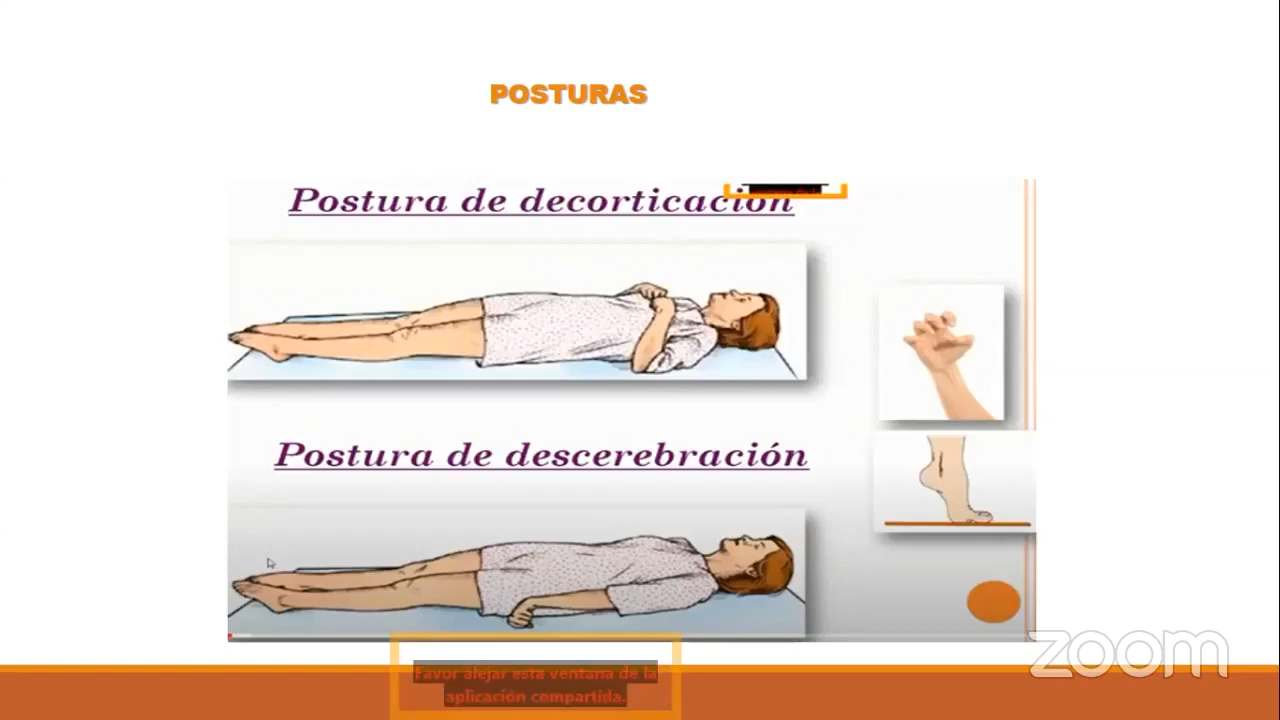 POSTURAS
Postura de decorticación
Postura de descerebración
zoom
Favor alejar esta ventana de la
aplicación compartida.